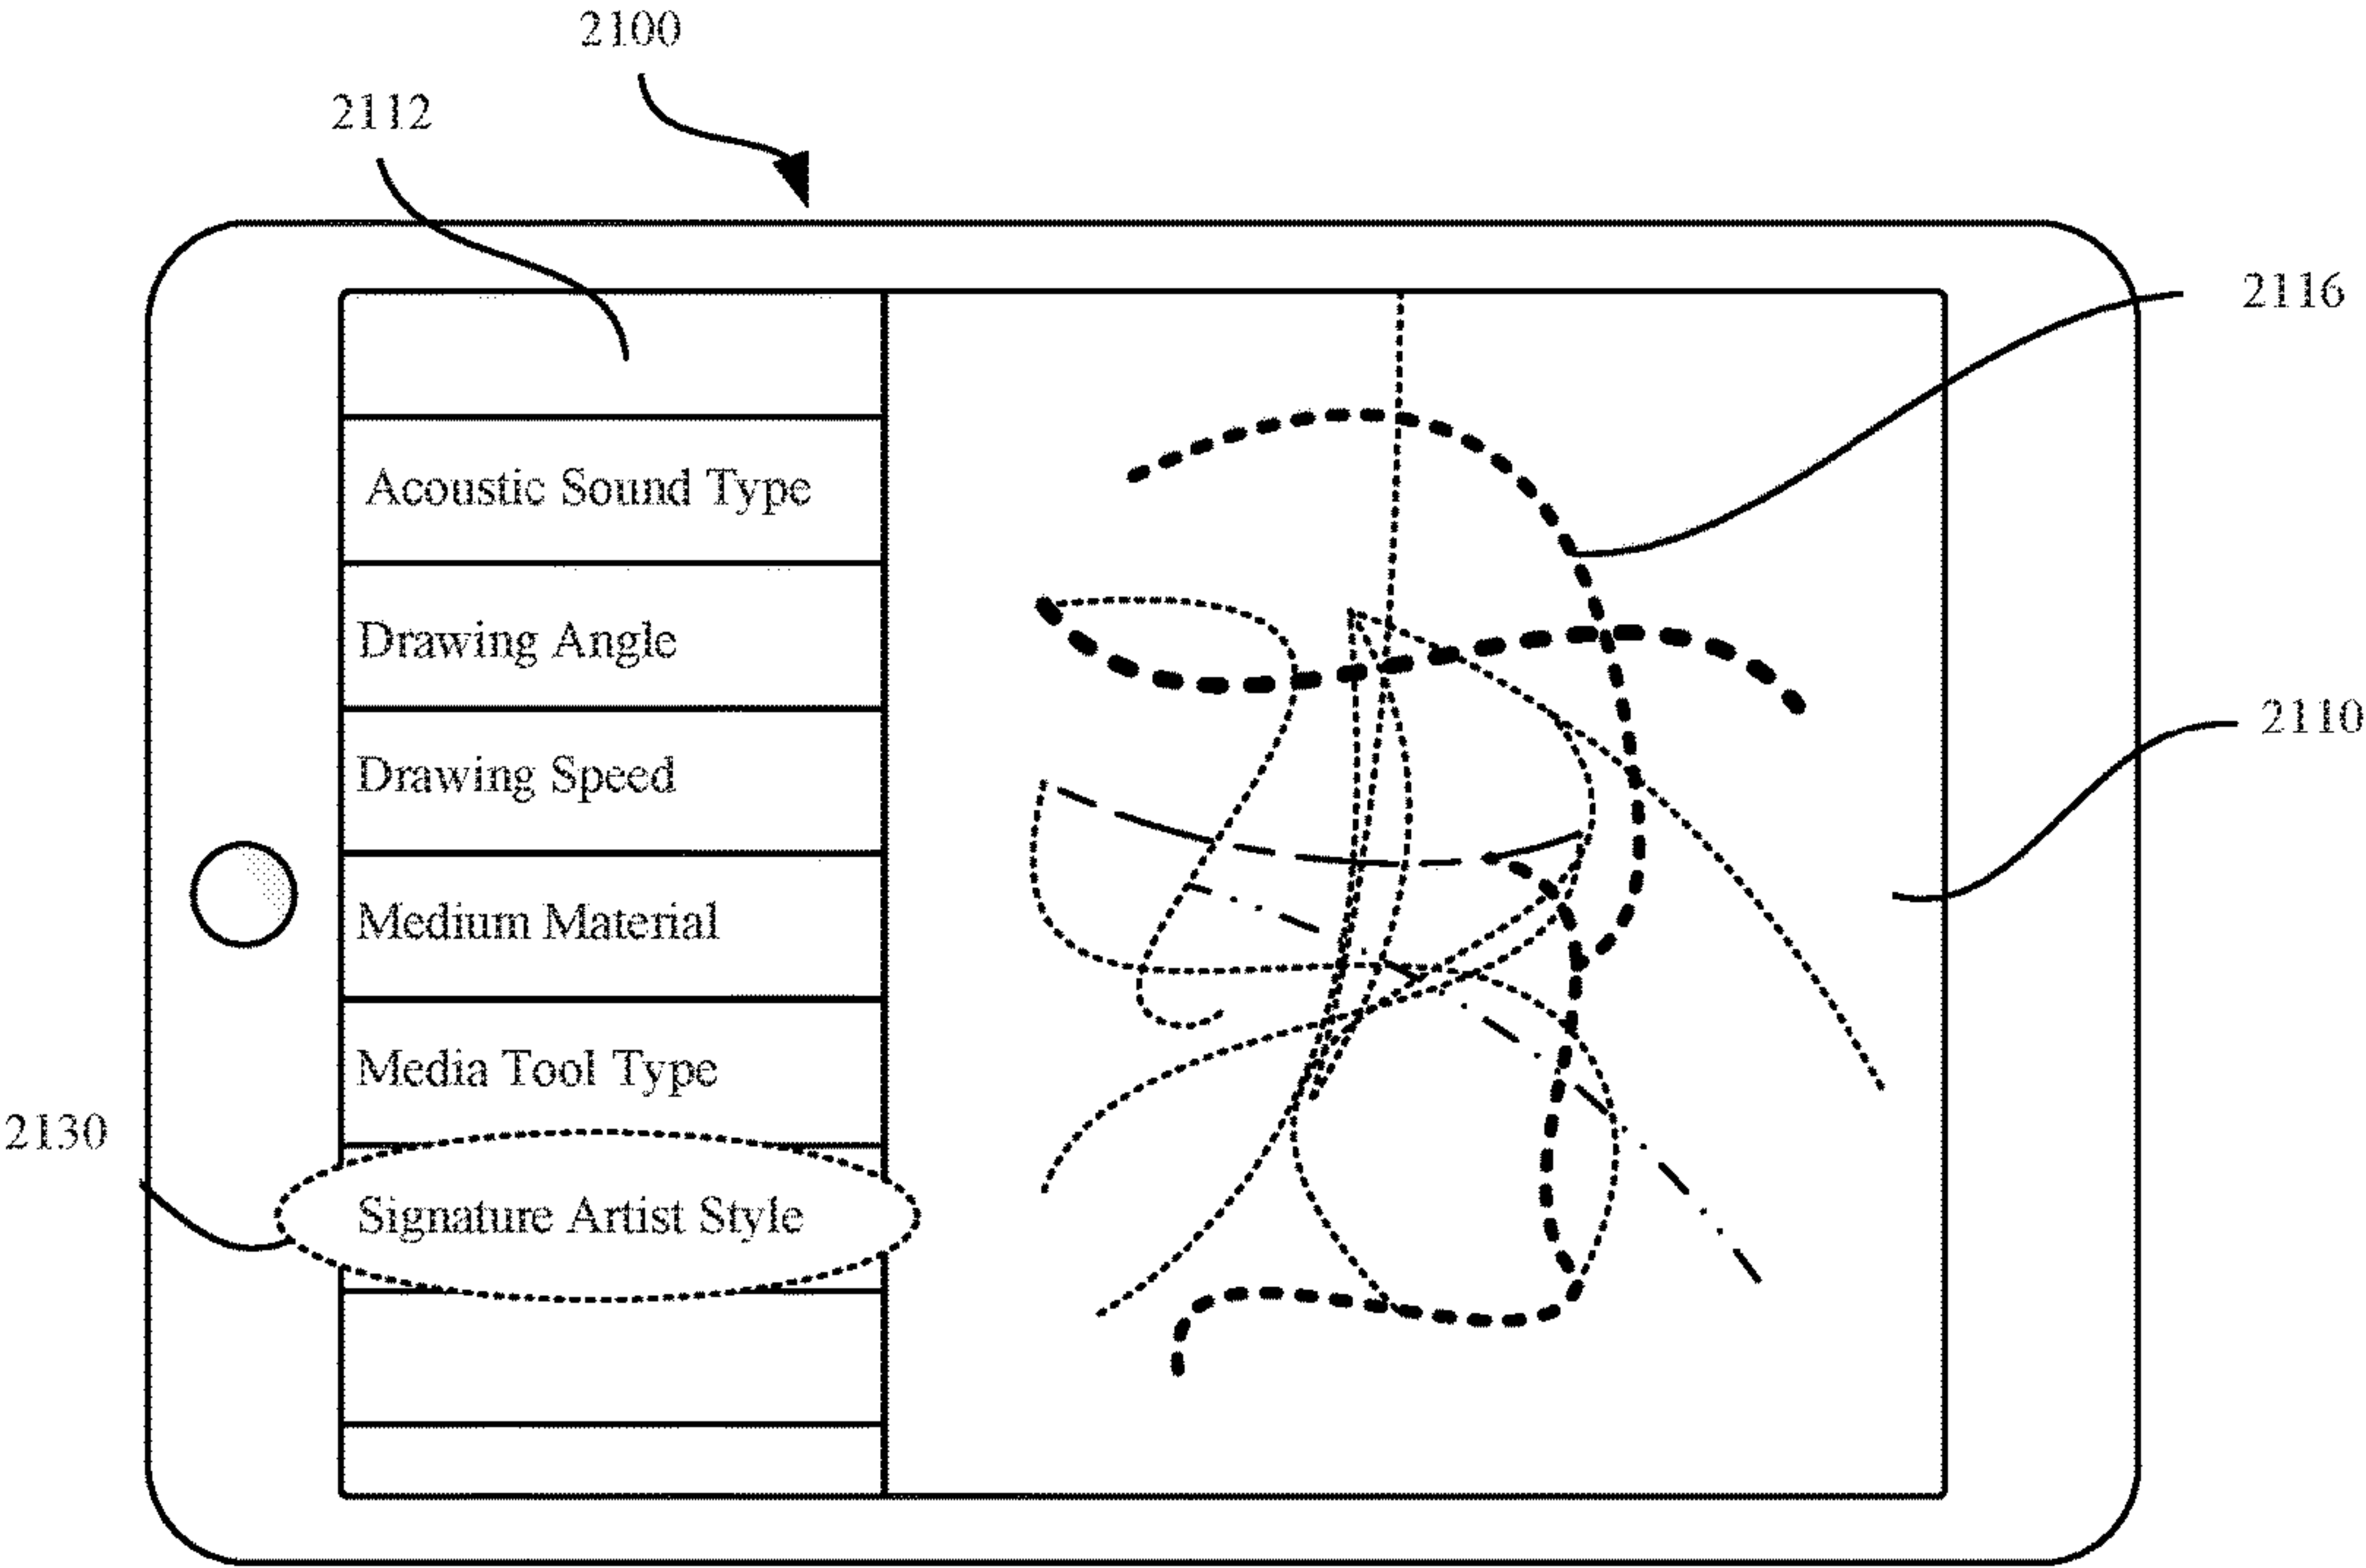 2100
2112
2116
Acoustic Sound Type
Drawing Angle
2110
Drawing Speed
Medium Material
Media Tool Type
2130
Signature Artist Style